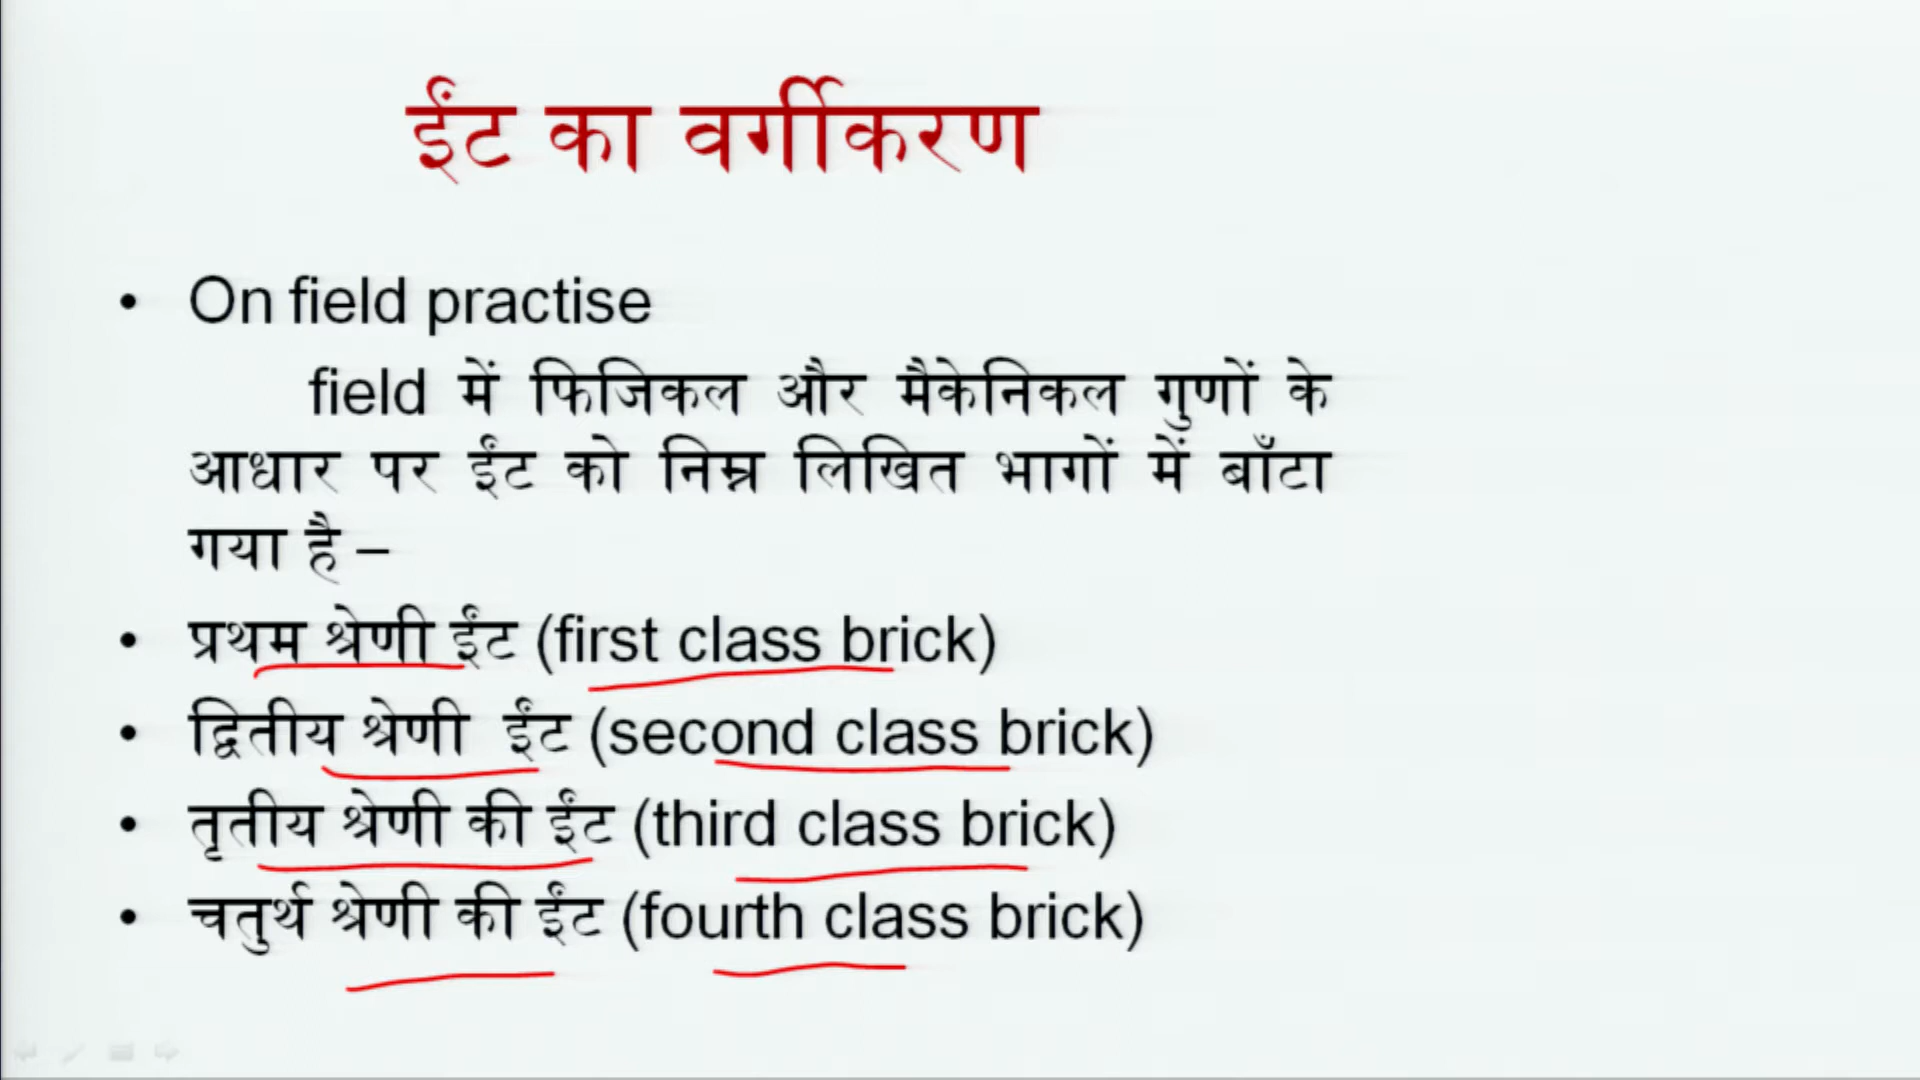 ईंट का वर्गीकरण
• On field practise
field में फिजिकल और मैकेनिकल गुणों के
आधार पर ईंट को निम्न लिखित भागों में बाँटा
गया है –
• प्रथम श्रेणी ईंट (first class brick)
• द्वितीय श्रेणी ईंट (second class brick)
• तृतीय श्रेणी की ईंट (third class brick)
• चतुर्थ श्रेणी की ईंट (fourth class brick)